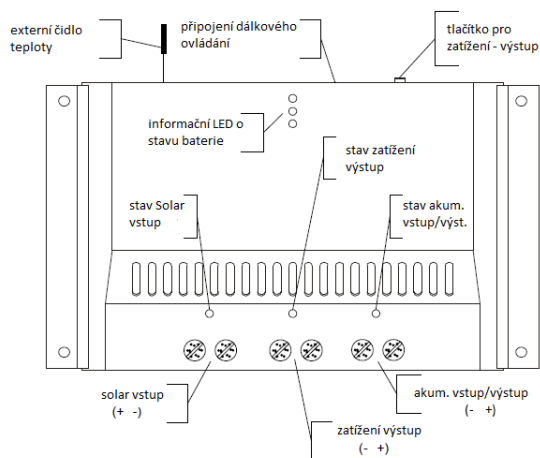 externí čidlo
teploty
připojení dálkového
ovládání
tlačítko pro
zatížení - výstup
informační LED o
stavu baterie
stav zatížení
výstup
stav Solar
vstup
stav akum.
vstup/výst.
solar vstup
(+ -)
zatížení výstup
(- +)
akum. vstup/výstup
(- +)